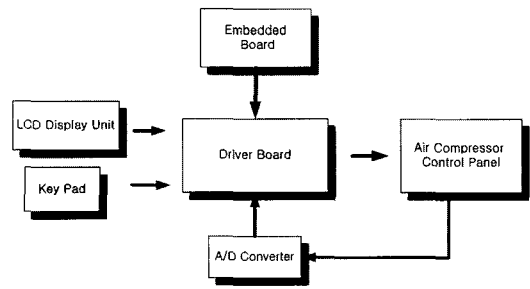 Embedded
Board
LCD Display Unit
Driver Board
Air Compressor
Control Panel
Key Pad
A/D Converter